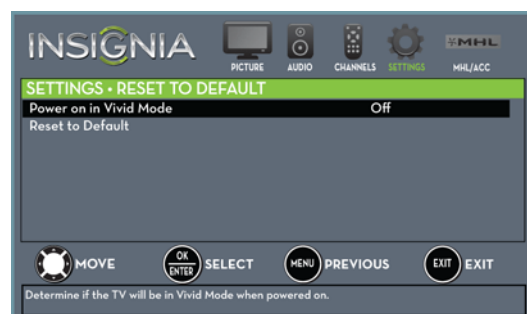 INSIGNIA
PICTURE AUDIO CHANNELS SETTINGS MHL MHL/ACC
SETTINGS • RESET TO DEFAULT
Power on in Vivid Mode Off
Reset to Default
MOVE OK ENTER SELECT MENU PREVIOUS EXIT EXIT
Determine if the TV will be in Vivid Mode when powered on.